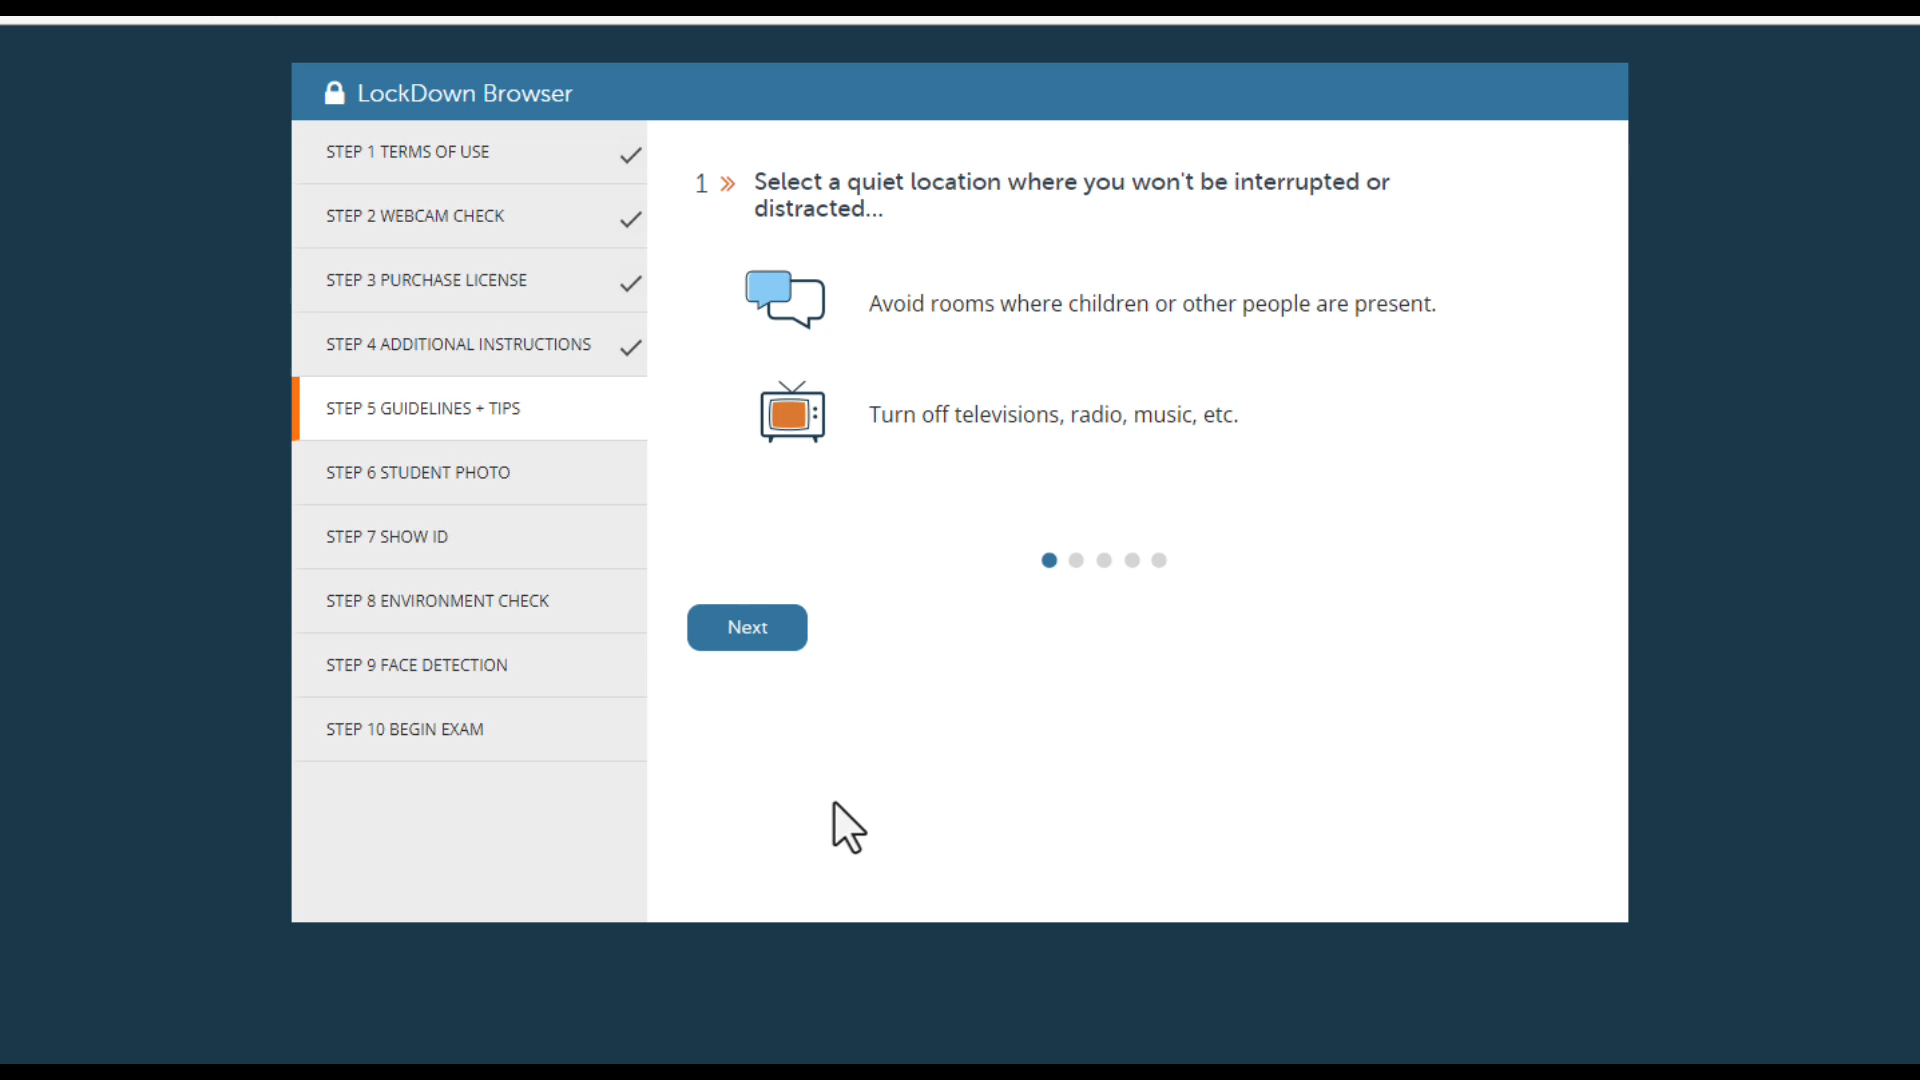 LockDown Browser
STEP 1 TERMS OF USE
STEP 2 WEBCAM CHECK
STEP 3 PURCHASE LICENSE
STEP 4 ADDITIONAL INSTRUCTIONS
STEP 5 GUIDELINES + TIPS
STEP 6 STUDENT PHOTO
STEP 7 SHOW ID
STEP 8 ENVIRONMENT CHECK
STEP 9 FACE DETECTION
STEP 10 BEGIN EXAM
1 » Select a quiet location where you won't be interrupted or
distracted...
Avoid rooms where children or other people are present.
Turn off televisions, radio, music, etc.
Next